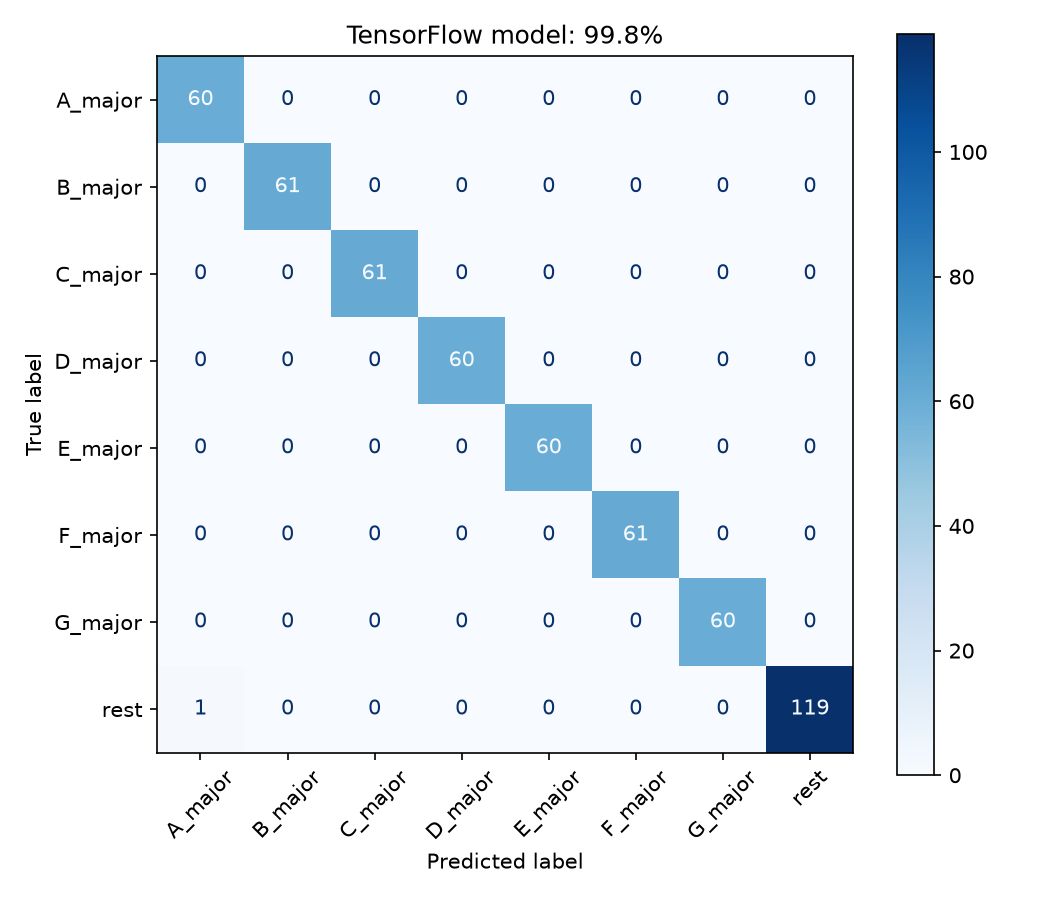 TensorFlow model: 99.8%
A_major 60 0 0 0 0 0 0 0
B_major 0 61 0 0 0 0 0 0
C_major 0 0 61 0 0 0 0 0
D_major 0 0 0 60 0 0 0 0
E_major 0 0 0 0 60 0 0 0
F_major 0 0 0 0 0 61 0 0
G_major 0 0 0 0 0 0 60 0
rest 1 0 0 0 0 0 0 119
A_major B_major C_major D_major E_major F_major G_major rest
Predicted label
True label
100
80
60
40
20
0